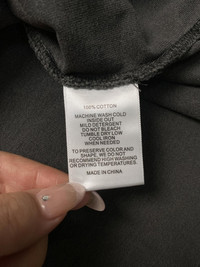 100% COTTON
MACHINE WASH COLD
INSIDE OUT
MILD DETERGENT
DO NOT BLEACH
TUMBLE DRY LOW
COOL IRON
WHEN NEEDED
TO PRESERVE COLOR AND
SHAPE, WE DO NOT
RECOMMEND HIGH WASHING
OR DRYING TEMPERATURES.
MADE IN CHINA